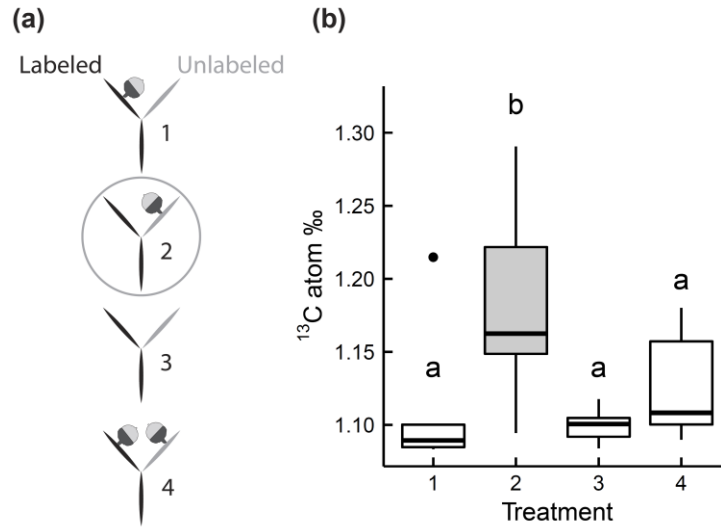 (a)
Labeled Unlabeled
1
2
3
4
(b)
¹³C atom ‰
1.30
1.25
1.20
1.15
1.10
a
b
a
a
1 2 3 4
Treatment